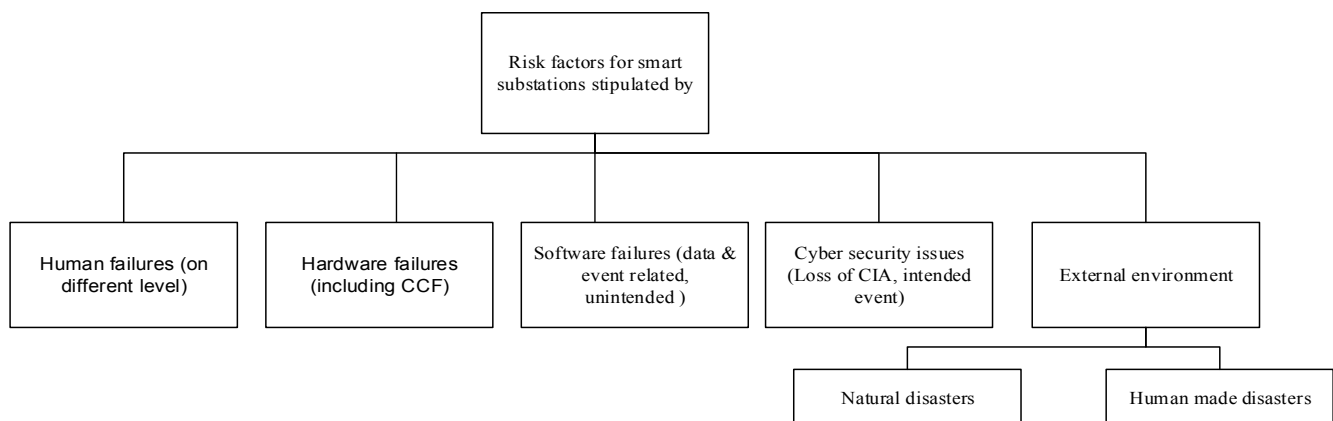 Risk factors for smart
substations stipulated by
Human failures (on
different level)
Hardware failures
(including CCF)
Software failures (data &
event related,
unintended )
Cyber security issues
(Loss of CIA, intended
event)
External environment
Natural disasters
Human made disasters